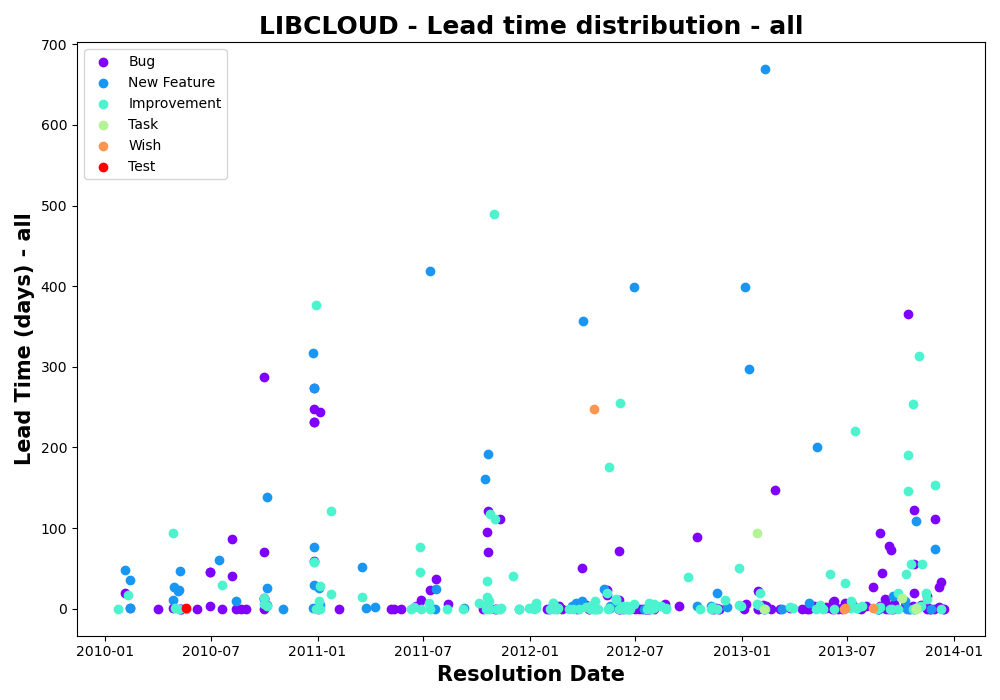 LIBCLOUD - Lead time distribution - all
Lead Time (days) - all
700
600
500
400
300
200
100
0
Bug
New Feature
Improvement
Task
Wish
Test
2010-01 2010-07 2011-01 2011-07 2012-01 2012-07 2013-01 2013-07 2014-01
Resolution Date